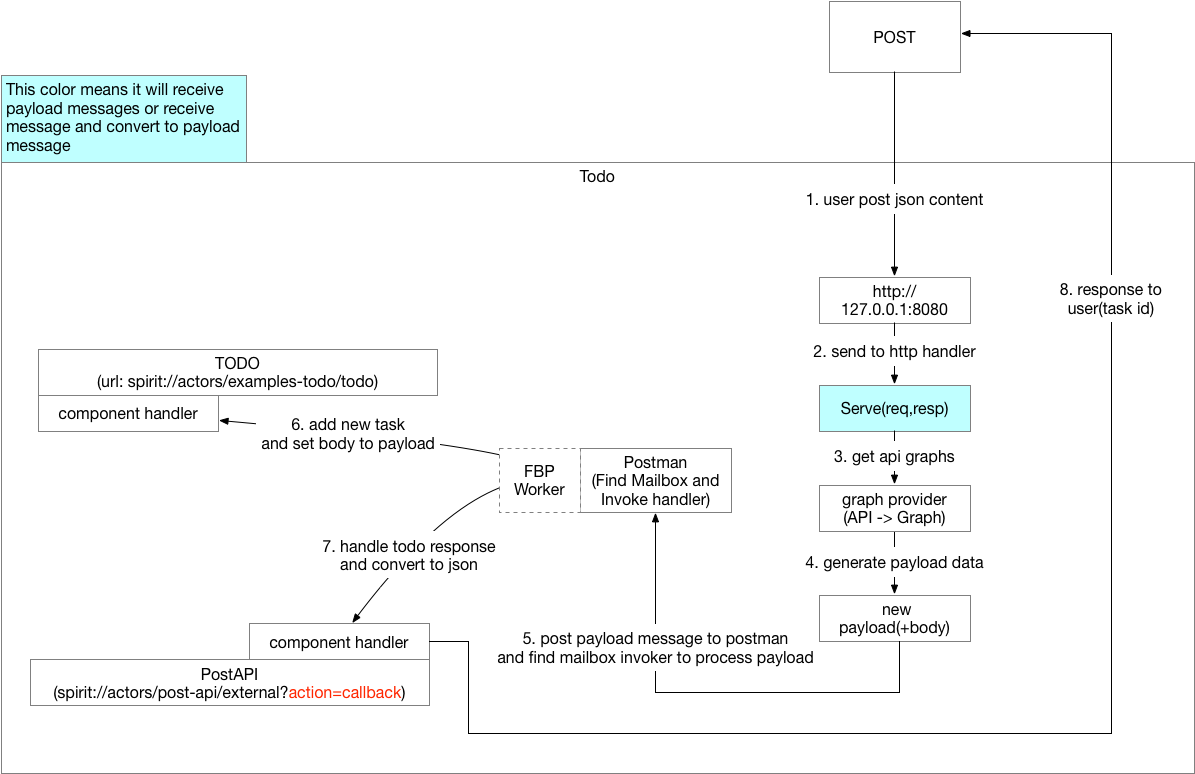 POST
This color means it will receive
payload messages or receive
message and convert to payload
message
Todo
1. user post json content
http://
127.0.0.1:8080
8. response to
user(task id)
2. send to http handler
TODO
(url: spirit://actors/examples-todo/todo)
component handler
Serve(req,resp)
6. add new task
and set body to payload
3. get api graphs
FBP
Worker
Postman
(Find Mailbox and
Invoke handler)
graph provider
(API -> Graph)
7. handle todo response
and convert to json
4. generate payload data
new
payload(+body)
component handler
5. post payload message to postman
and find mailbox invoker to process payload
PostAPI
(spirit://actors/post-api/external?action=callback)